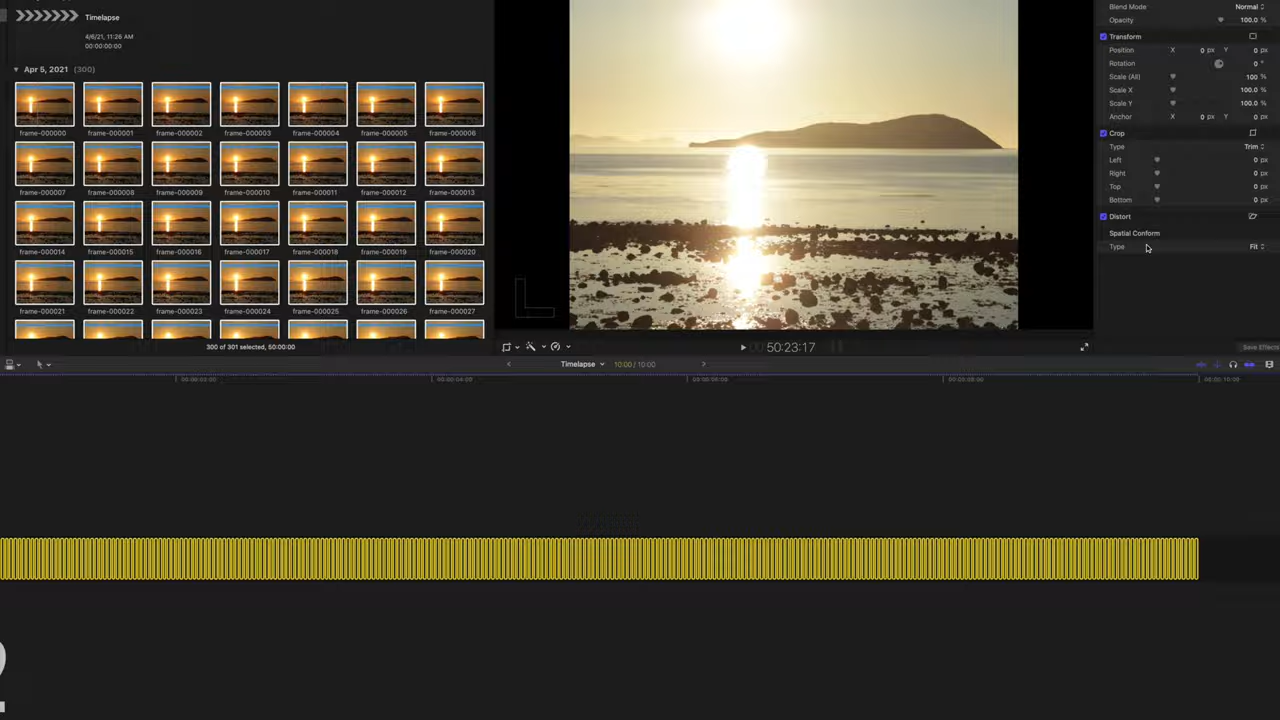 Timelapse
4/6/21, 11:26 AM
00:00:00:00
Apr 5, 2021 (300)
frame-000000 frame-000001 frame-000002 frame-000003 frame-000004 frame-000005 frame-000006
frame-000007 frame-000008 frame-000009 frame-000010 frame-000011 frame-000012 frame-000013
frame-000014 frame-000015 frame-000016 frame-000017 frame-000018 frame-000019 frame-000020
frame-000021 frame-000022 frame-000023 frame-000024 frame-000025 frame-000026 frame-000027
300 of 301 selected, 50:00:00
50:23:17
Blend Mode Normal
Opacity 100.0 %
Transform
Position X 0 px Y 0 px
Rotation 0 °
Scale (All) 100 %
Scale X 100.0 %
Scale Y 100.0 %
Anchor X 0 px Y 0 px
Crop
Type Trim
Left 0 px
Right 0 px
Top 0 px
Bottom 0 px
Distort
Spatial Conform
Type Fit
Save Effects
Timelapse 10:00 / 10:00